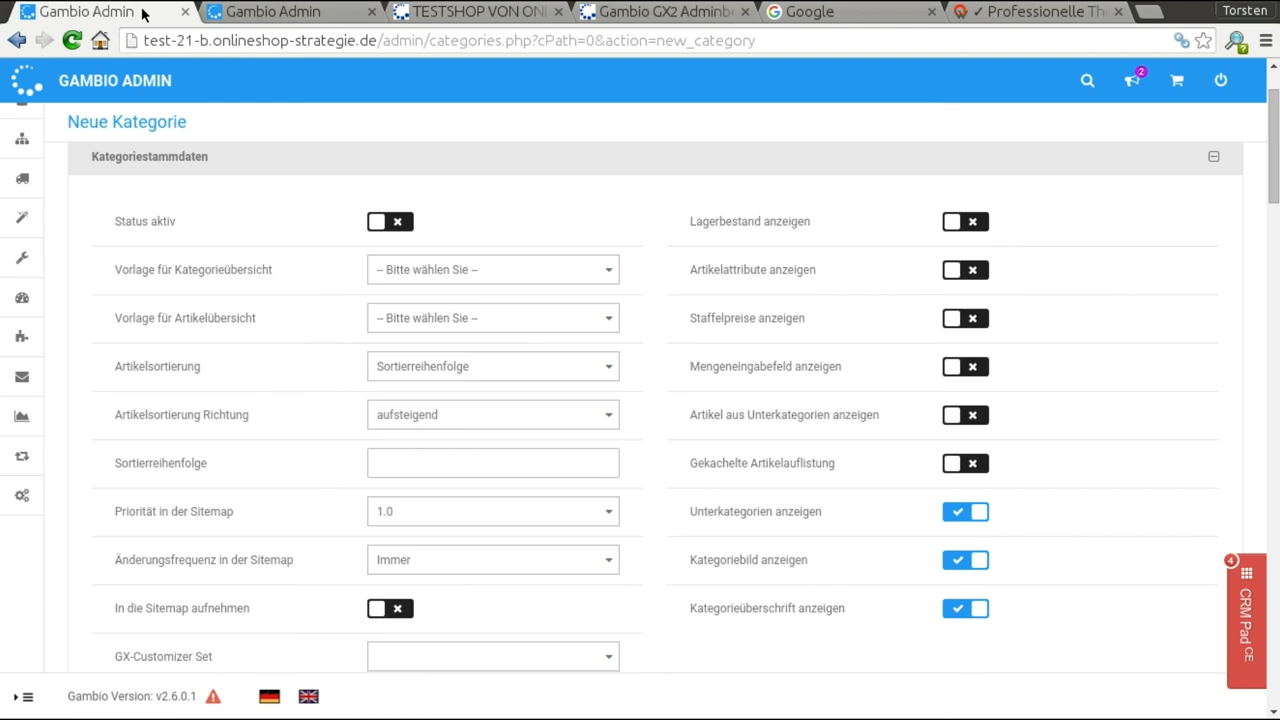 Gambio Admin
Gambio Admin
TESTSHOP VON ONL
Gambio GX2 Adminb
Google
✓ Professionelle Th
Torsten
test-21-b.onlineshop-strategie.de/admin/categories.php?cPath=0&action=new_category
GAMBIO ADMIN
2
Neue Kategorie
Kategoriestammdaten
Status aktiv
Lagerbestand anzeigen
Vorlage für Kategorieübersicht
-- Bitte wählen Sie --
Artikelattribute anzeigen
Vorlage für Artikelübersicht
-- Bitte wählen Sie --
Staffelpreise anzeigen
Artikelsortierung
Sortierreihenfolge
Mengeneingabefeld anzeigen
Artikelsortierung Richtung
aufsteigend
Artikel aus Unterkategorien anzeigen
Sortierreihenfolge
Gekachelte Artikelauflistung
Priorität in der Sitemap
1.0
Unterkategorien anzeigen
Änderungsfrequenz in der Sitemap
Immer
Kategoriebild anzeigen
In die Sitemap aufnehmen
Kategorieüberschrift anzeigen
GX-Customizer Set
4
CRM Pad CE
Gambio Version: v2.6.0.1